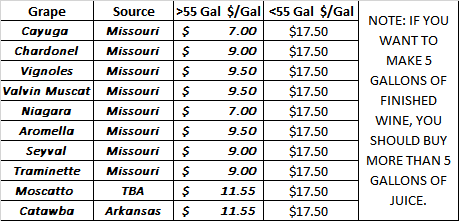 Grape Source >55 Gal $/Gal <55 Gal $/Gal
Cayuga Missouri $ 7.00 $17.50
Chardonel Missouri $ 9.00 $17.50
Vignoles Missouri $ 9.50 $17.50
Valvin Muscat Missouri $ 9.50 $17.50
Niagara Missouri $ 7.00 $17.50
Aromella Missouri $ 9.50 $17.50
Seyval Missouri $ 9.00 $17.50
Traminette Missouri $ 9.00 $17.50
Moscatto TBA $ 11.55 $17.50
Catawba Arkansas $ 11.55 $17.50
NOTE: IF YOU
WANT TO
MAKE 5
GALLONS OF
FINISHED
WINE, YOU
SHOULD BUY
MORE THAN 5
GALLONS OF
JUICE.